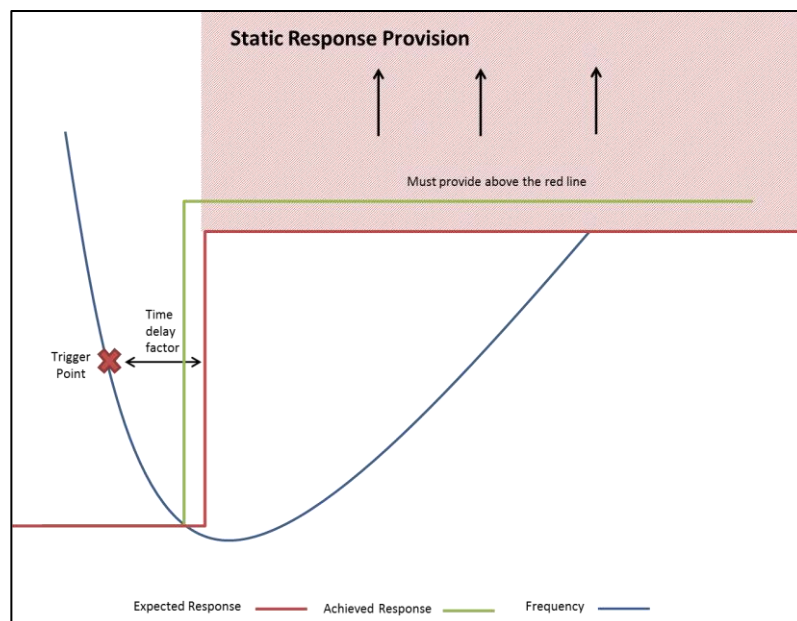 Static Response Provision
Must provide above the red line
Time
delay
factor
Trigger
Point
Expected Response
Achieved Response
Frequency